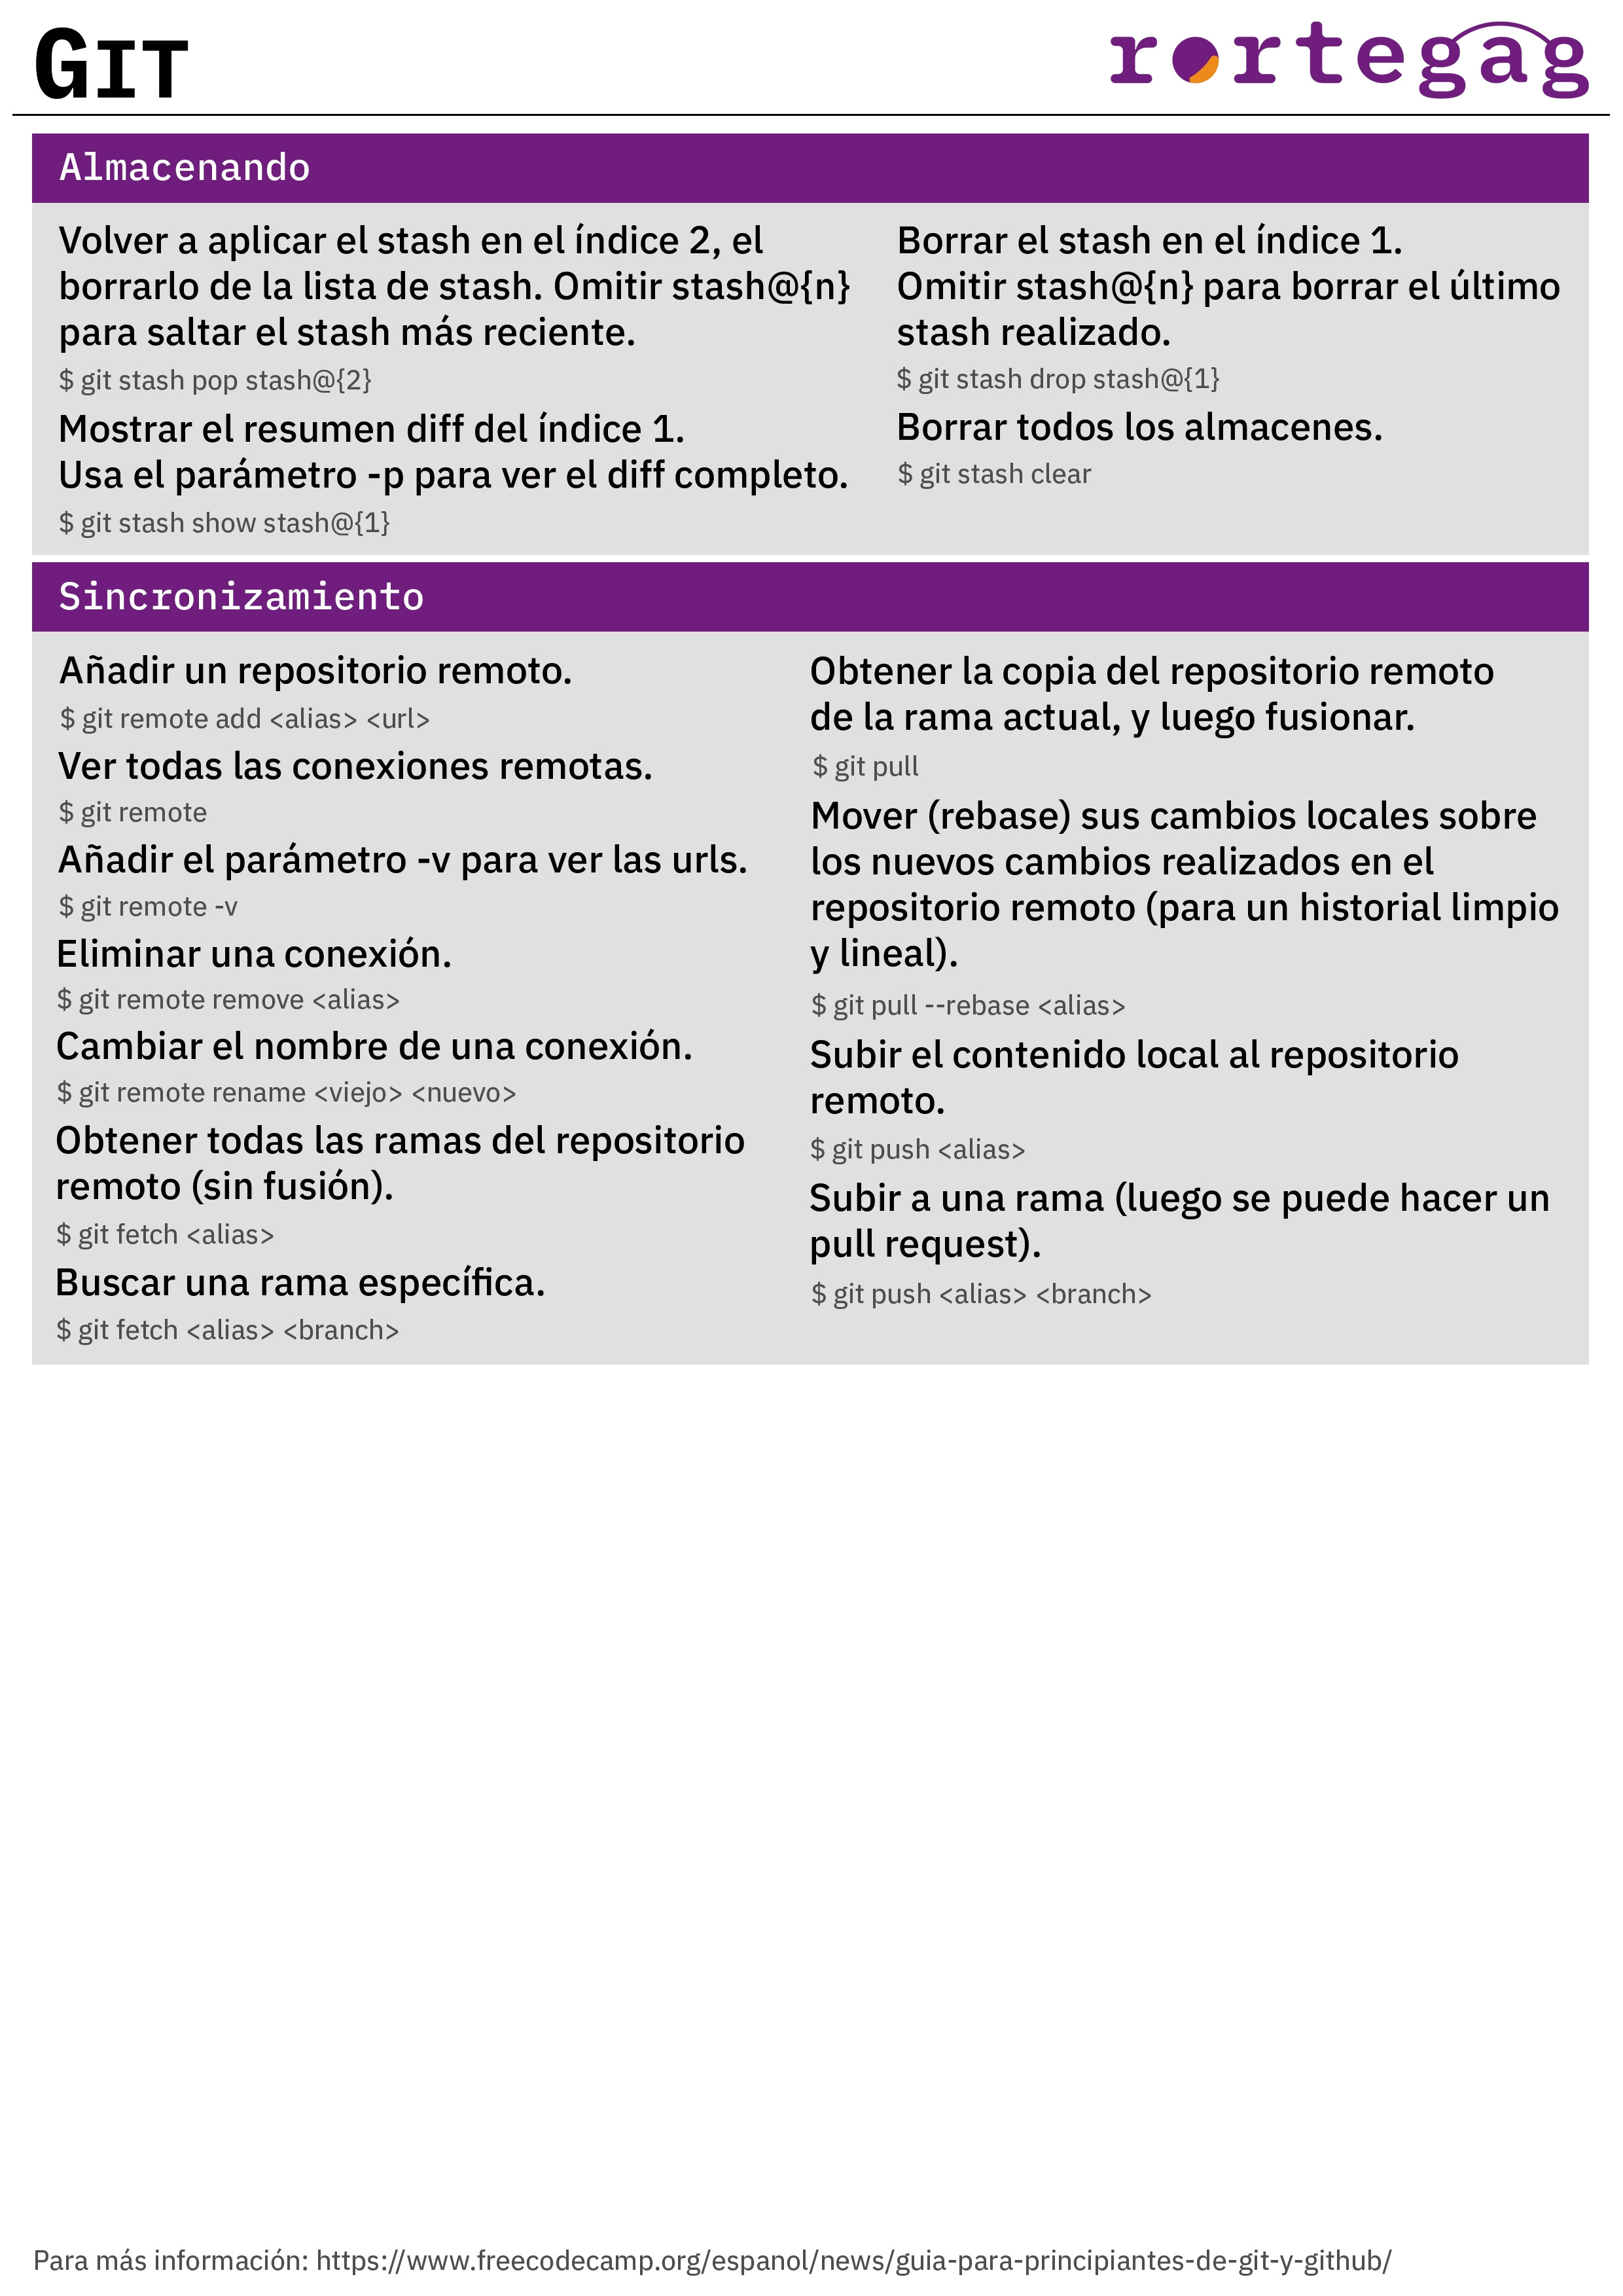 GIT
rortegag
Almacenando
Volver a aplicar el stash en el índice 2, el
borrarlo de la lista de stash. Omitir stash@{n}
para saltar el stash más reciente.
$ git stash pop stash@{2}
Mostrar el resumen diff del índice 1.
Usa el parámetro -p para ver el diff completo.
$ git stash show stash@{1}
Borrar el stash en el índice 1.
Omitir stash@{n} para borrar el último
stash realizado.
$ git stash drop stash@{1}
Borrar todos los almacenes.
$ git stash clear
Sincronizamiento
Añadir un repositorio remoto.
$ git remote add <alias> <url>
Ver todas las conexiones remotas.
$ git remote
Añadir el parámetro -v para ver las urls.
$ git remote -v
Eliminar una conexión.
$ git remote remove <alias>
Cambiar el nombre de una conexión.
$ git remote rename <viejo> <nuevo>
Obtener todas las ramas del repositorio
remoto (sin fusión).
$ git fetch <alias>
Buscar una rama específica.
$ git fetch <alias> <branch>
Obtener la copia del repositorio remoto
de la rama actual, y luego fusionar.
$ git pull
Mover (rebase) sus cambios locales sobre
los nuevos cambios realizados en el
repositorio remoto (para un historial limpio
y lineal).
$ git pull --rebase <alias>
Subir el contenido local al repositorio
remoto.
$ git push <alias>
Subir a una rama (luego se puede hacer un
pull request).
$ git push <alias> <branch>
Para más información: https://www.freecodecamp.org/espanol/news/guia-para-principiantes-de-git-y-github/